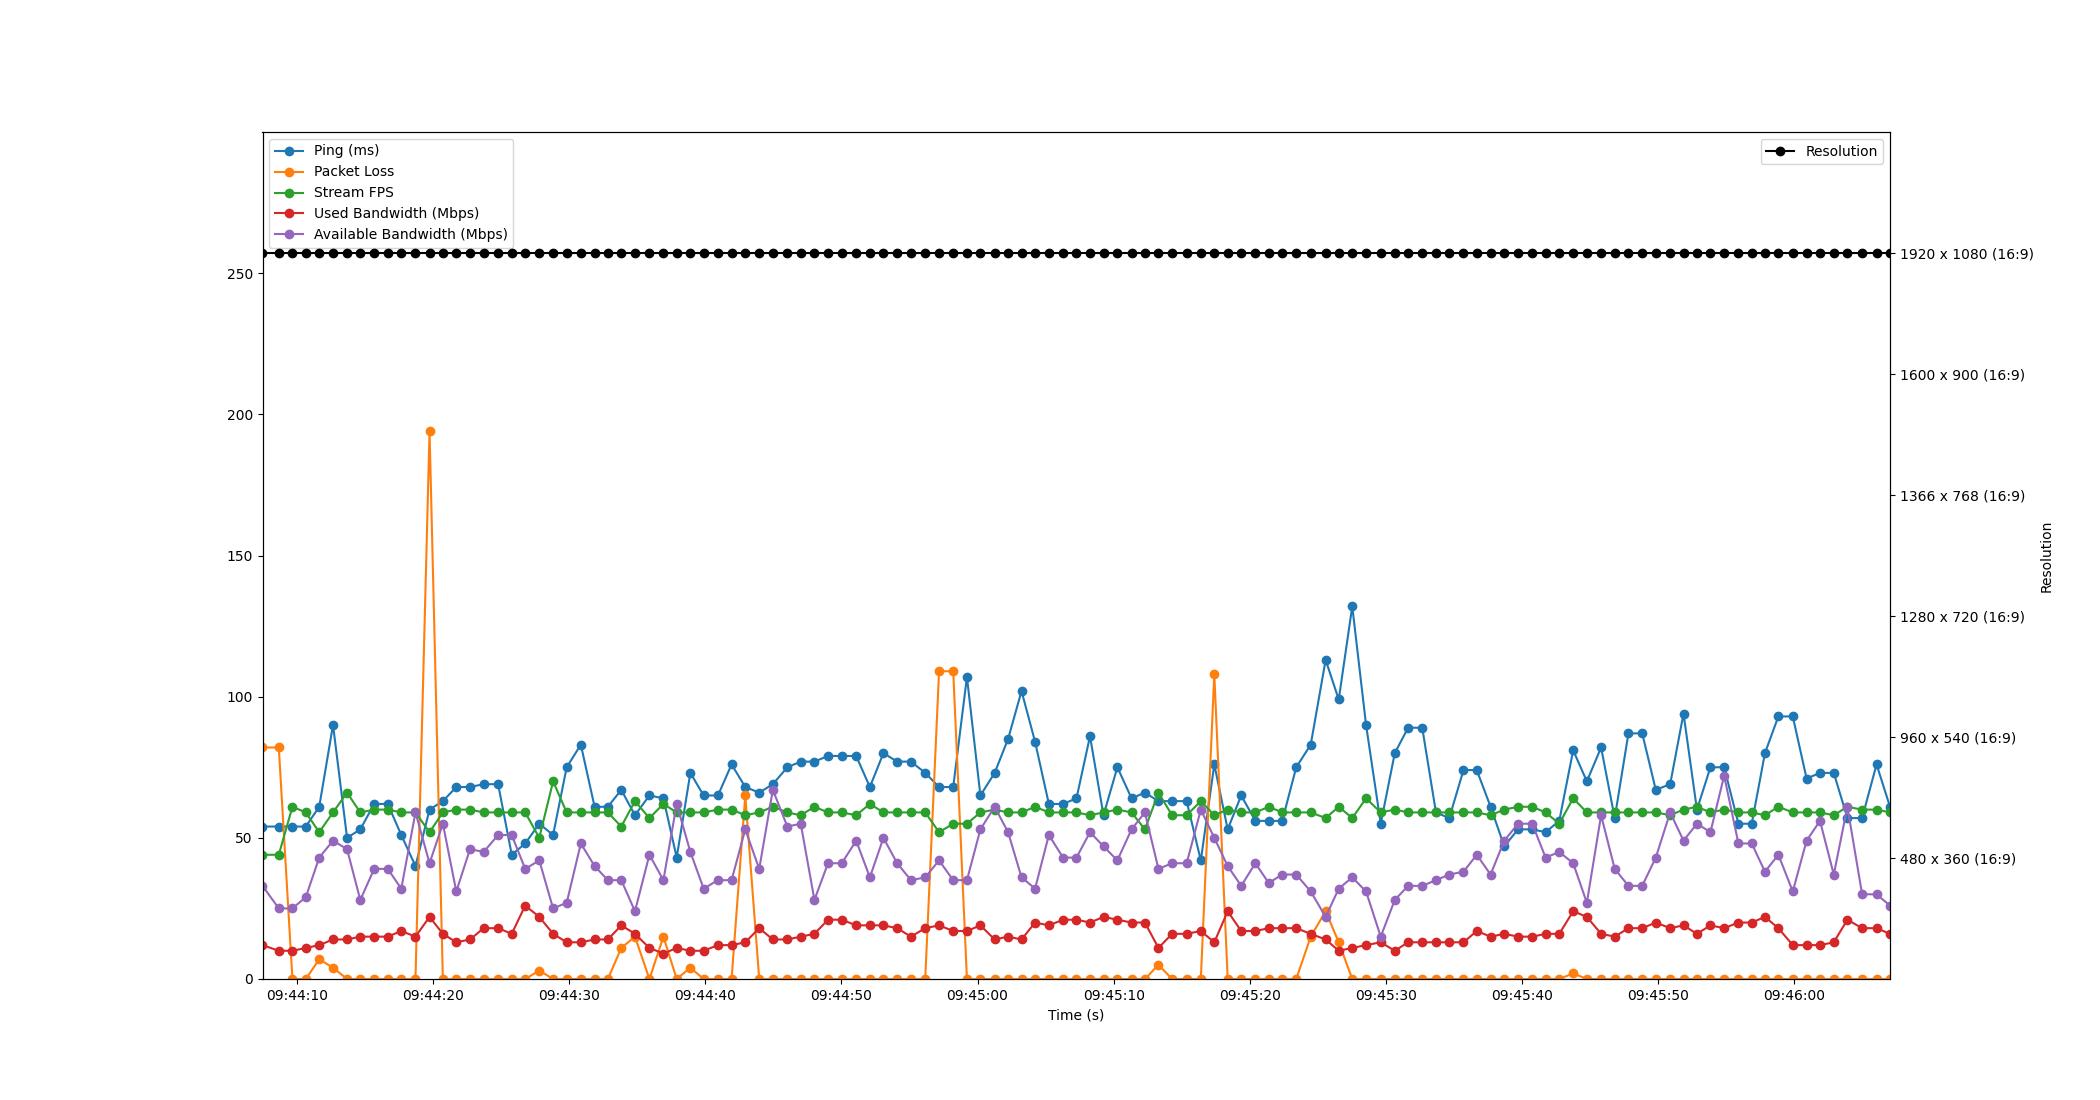 Ping (ms)
Packet Loss
Stream FPS
Used Bandwidth (Mbps)
Available Bandwidth (Mbps)
Resolution
250
200
150
100
50
0
1920 x 1080 (16:9)
1600 x 900 (16:9)
1366 x 768 (16:9)
1280 x 720 (16:9)
960 x 540 (16:9)
480 x 360 (16:9)
Resolution
09:44:10 09:44:20 09:44:30 09:44:40 09:44:50 09:45:00 09:45:10 09:45:20 09:45:30 09:45:40 09:45:50 09:46:00
Time (s)